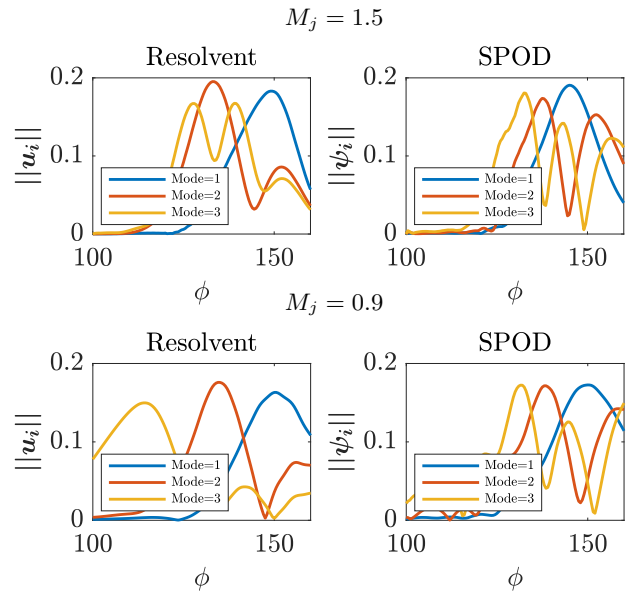 M_j = 1.5
Resolvent SPOD
0.2 0.2
||u_i|| 0.1 ||ψ_i|| 0.1
Mode=1 Mode=1
Mode=2 Mode=2
Mode=3 Mode=3
0 0
100 150 100 150
ϕ ϕ
M_j = 0.9
Resolvent SPOD
0.2 0.2
||u_i|| 0.1 ||ψ_i|| 0.1
Mode=1 Mode=1
Mode=2 Mode=2
Mode=3 Mode=3
0 0
100 150 100 150
ϕ ϕ